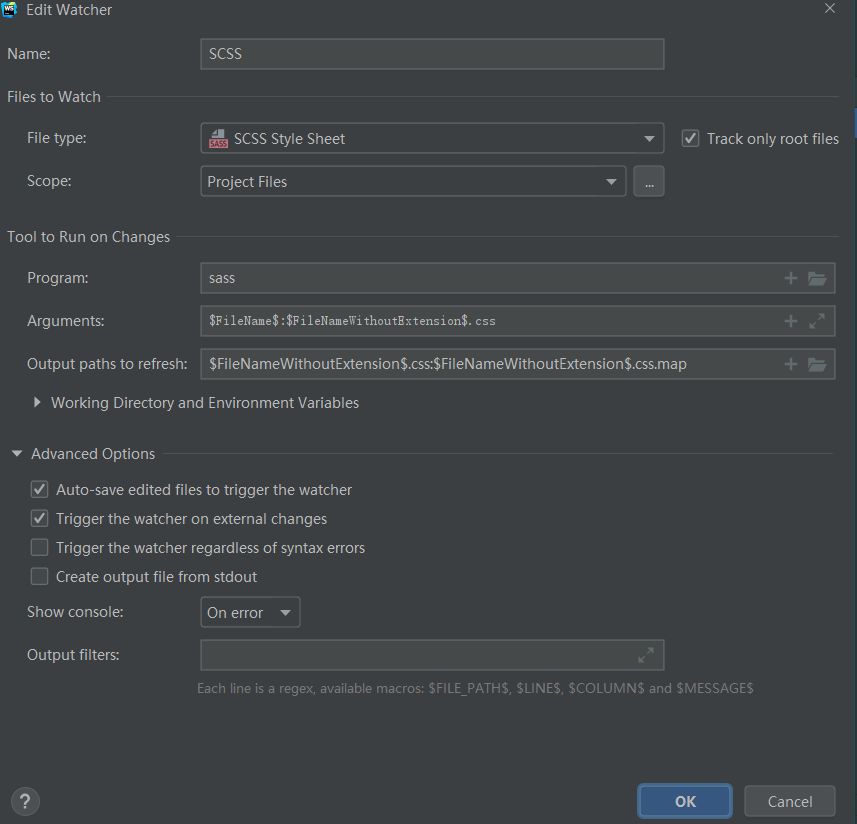 WS Edit Watcher
Name: SCSS
Files to Watch
File type: SASS SCSS Style Sheet Track only root files
Scope: Project Files ...
Tool to Run on Changes
Program: sass
Arguments: $FileName$:$FileNameWithoutExtension$.css
Output paths to refresh: $FileNameWithoutExtension$.css:$FileNameWithoutExtension$.css.map
Working Directory and Environment Variables
Advanced Options
Auto-save edited files to trigger the watcher
Trigger the watcher on external changes
Trigger the watcher regardless of syntax errors
Create output file from stdout
Show console: On error
Output filters:
Each line is a regex, available macros: $FILE_PATH$, $LINE$, $COLUMN$ and $MESSAGE$
? OK Cancel